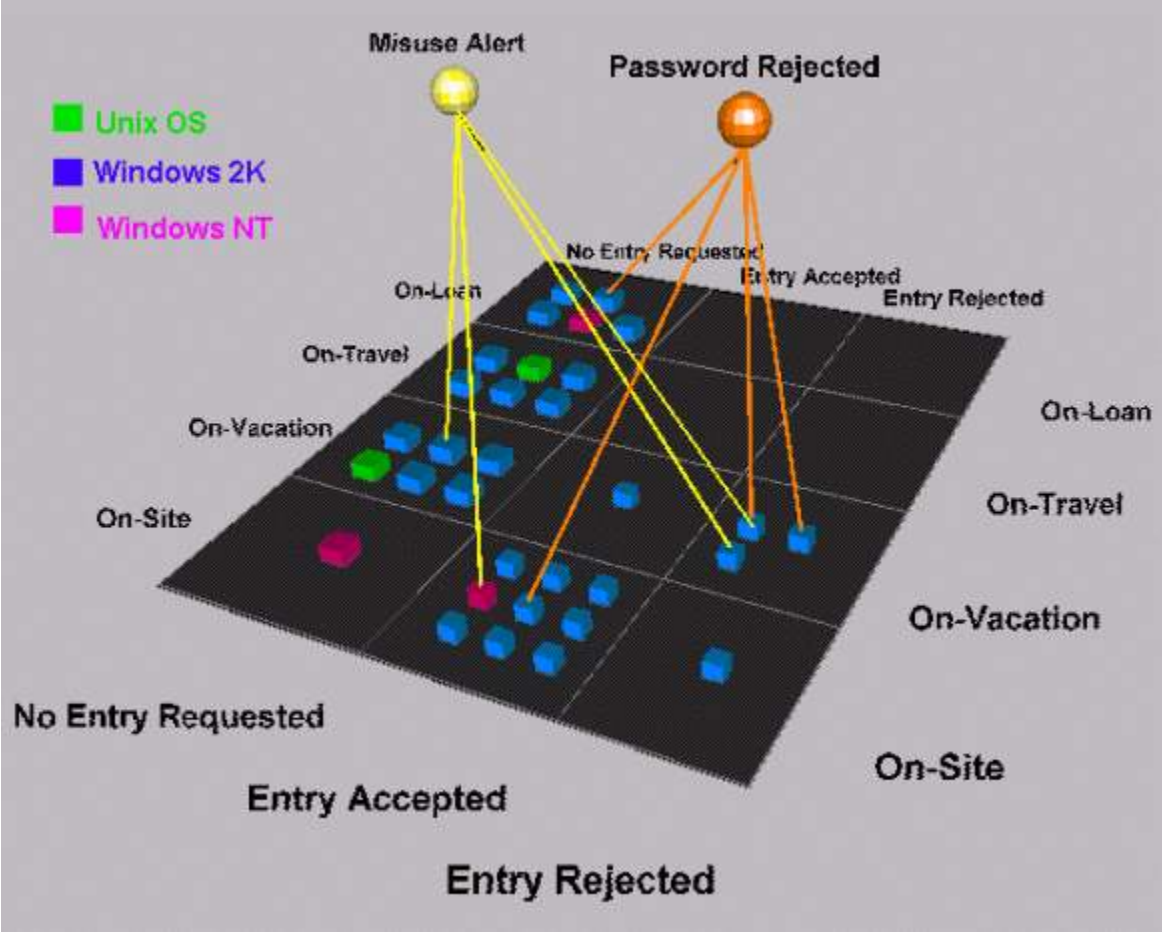 Misuse Alert
Password Rejected
Unix OS
Windows 2K
Windows NT
No Entry Requested
Entry Accepted
Entry Rejected
On-Loan
On-Travel
On-Vacation
On-Site
On-Loan
On-Travel
On-Vacation
On-Site
No Entry Requested
Entry Accepted
Entry Rejected